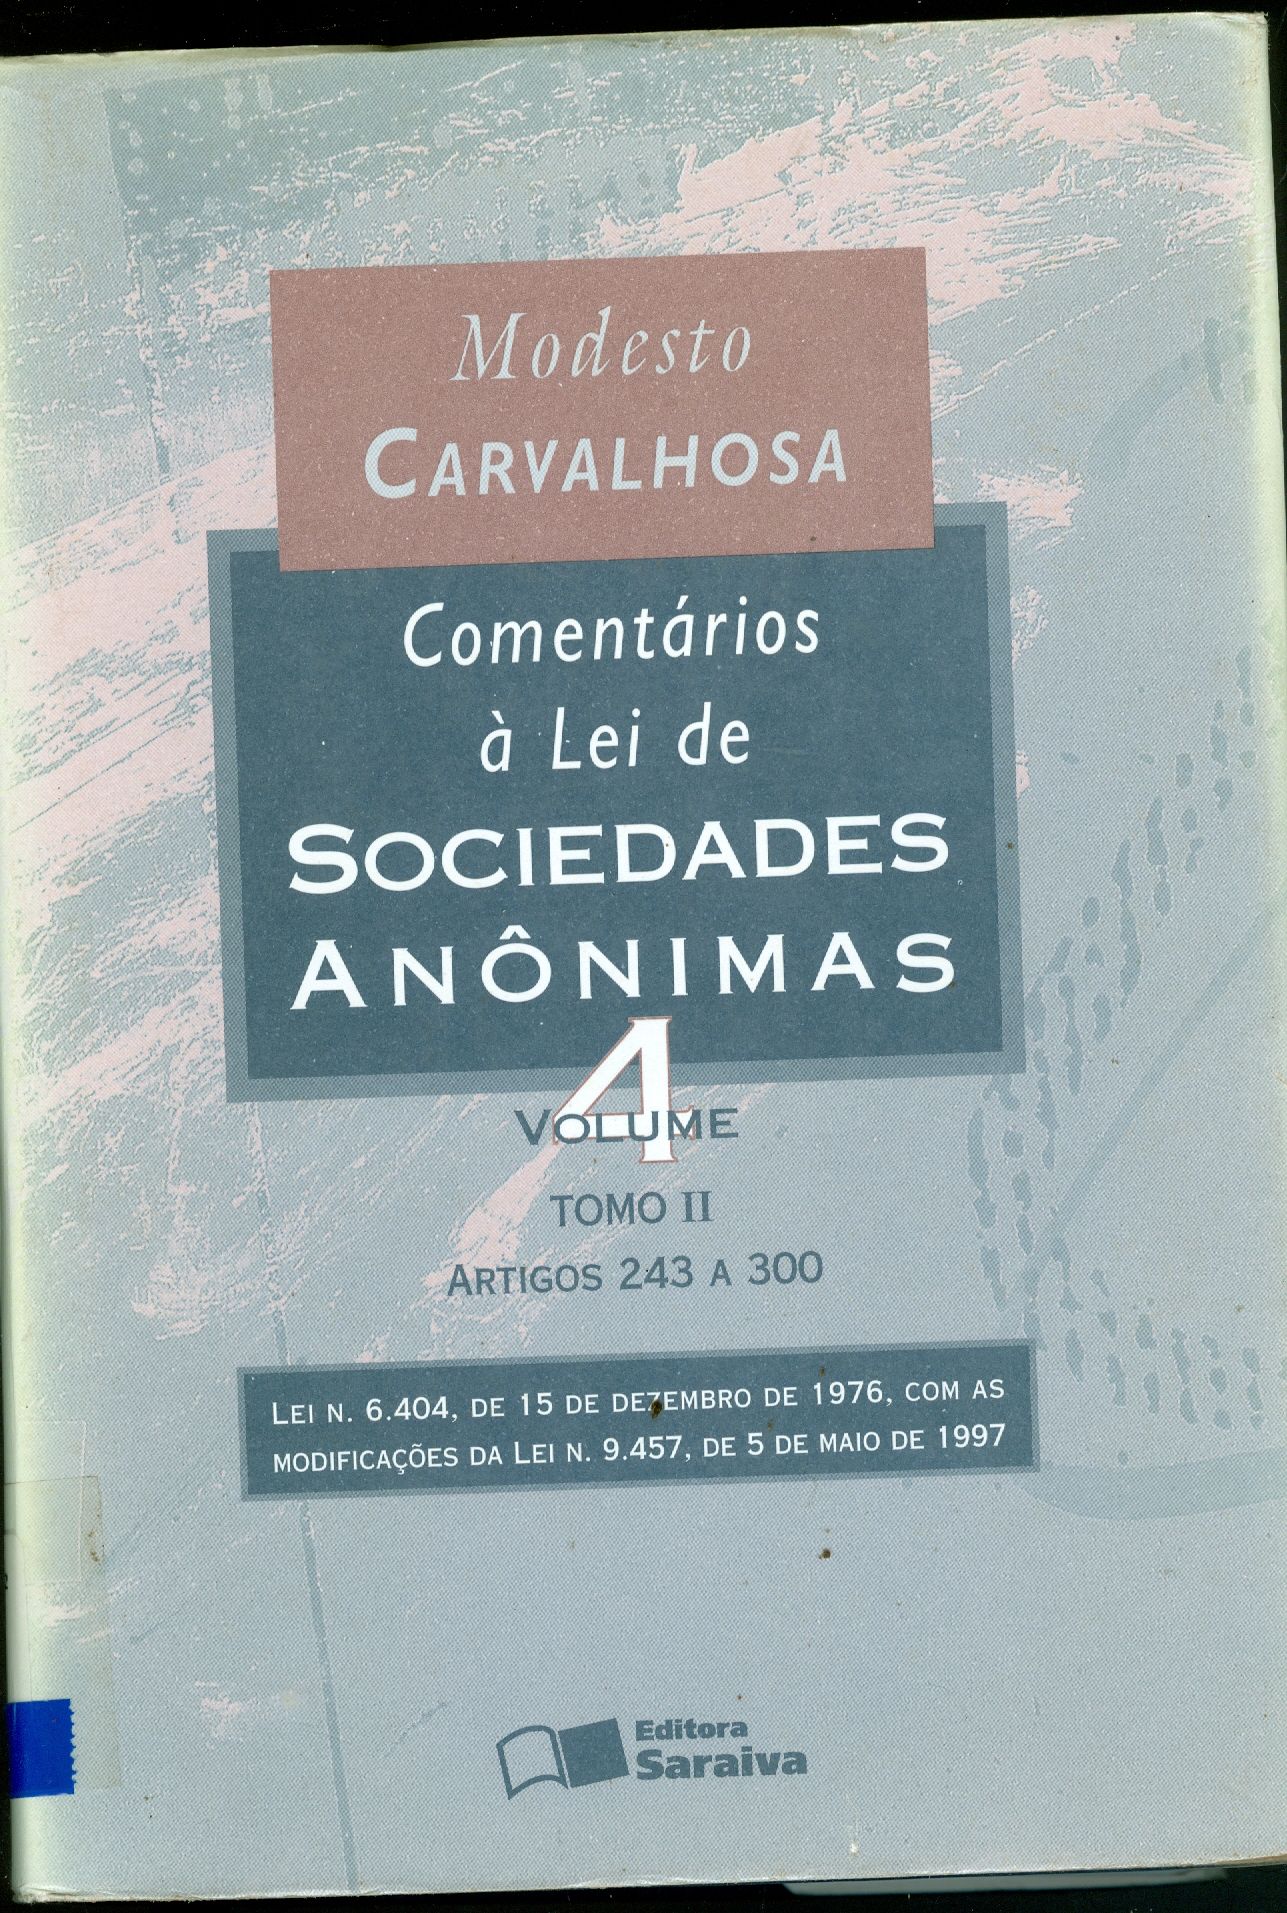 Modesto
CARVALHOSA
Comentários
à Lei de
SOCIEDADES
ANÔNIMAS
4
VOLUME
TOMO II
ARTIGOS 243 A 300
LEI N. 6.404, DE 15 DE DEZEMBRO DE 1976, COM AS
MODIFICAÇÕES DA LEI N. 9.457, DE 5 DE MAIO DE 1997
Editora
Saraiva